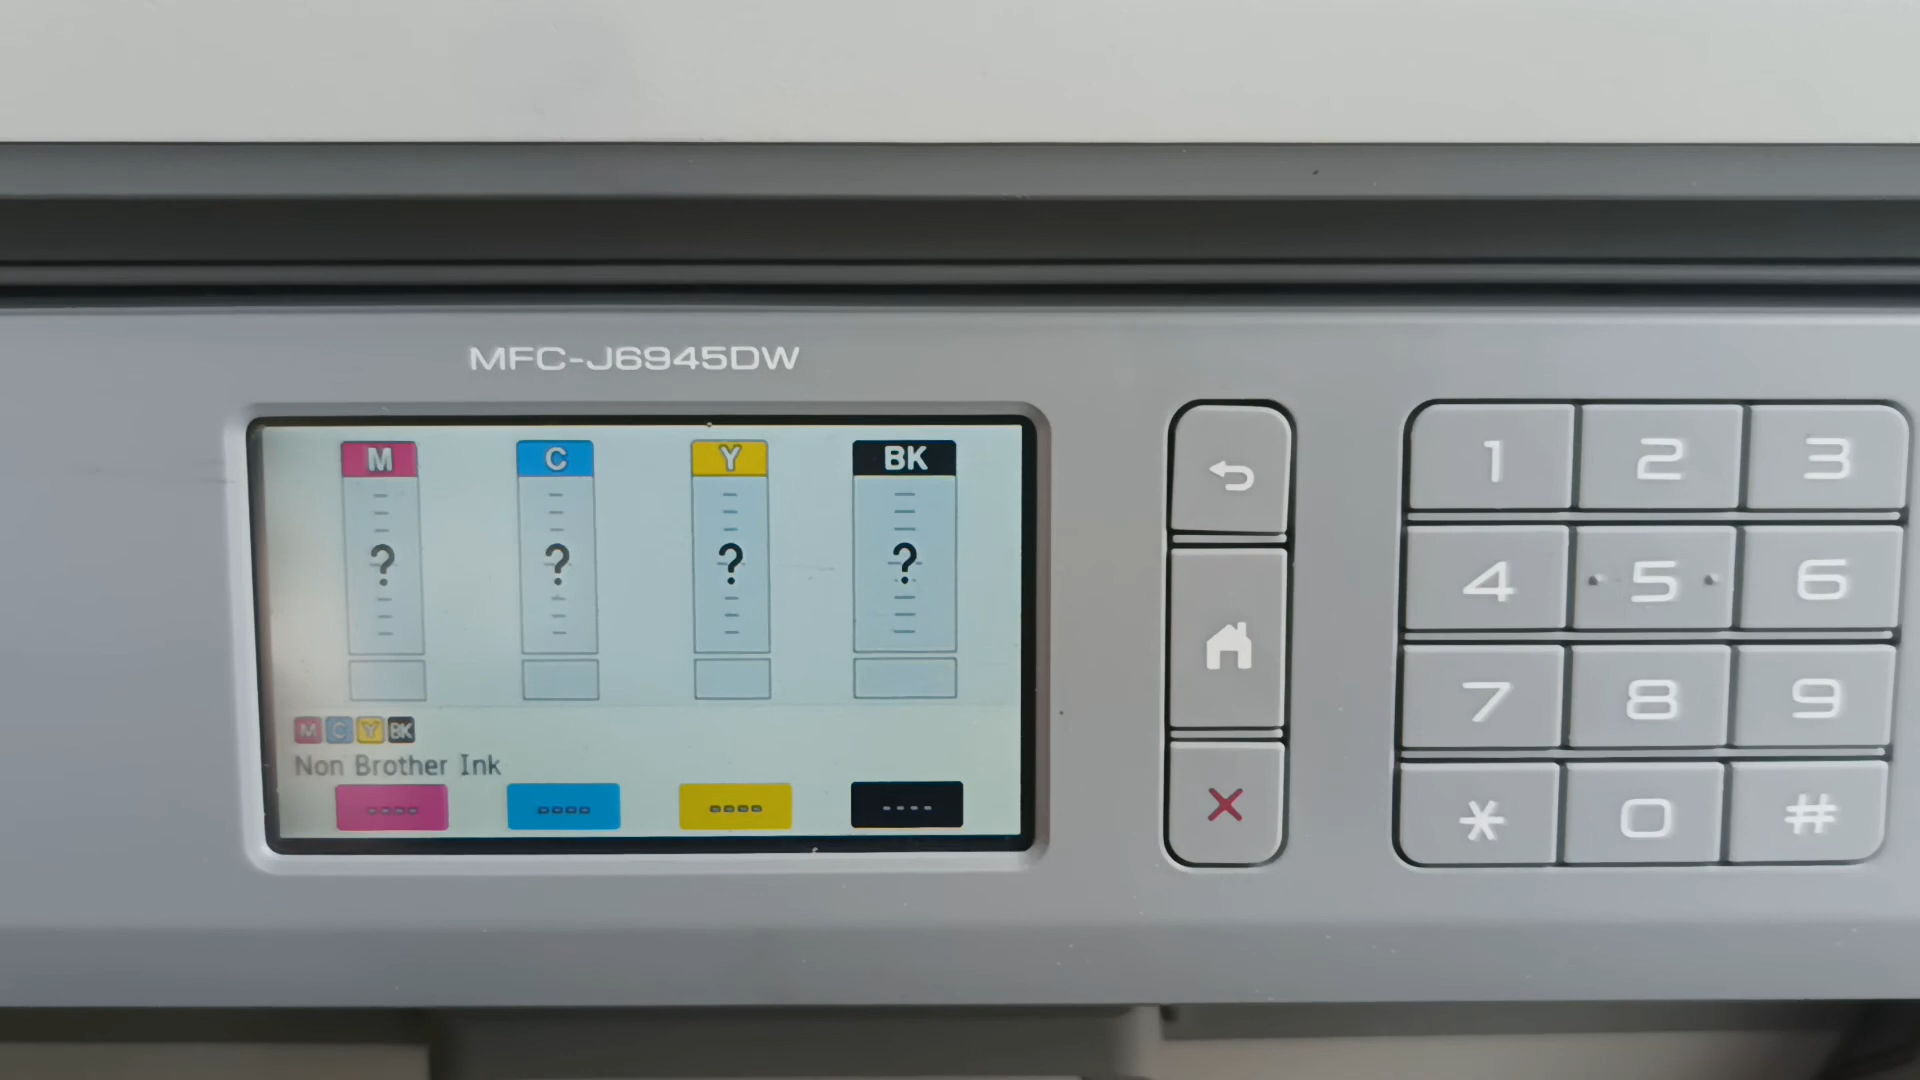 MFC-J6945DW
M C Y BK
? ? ? ?
M C Y BK
Non Brother Ink
---- ---- ---- ----
1 2 3
4 5 6
7 8 9
* 0 #